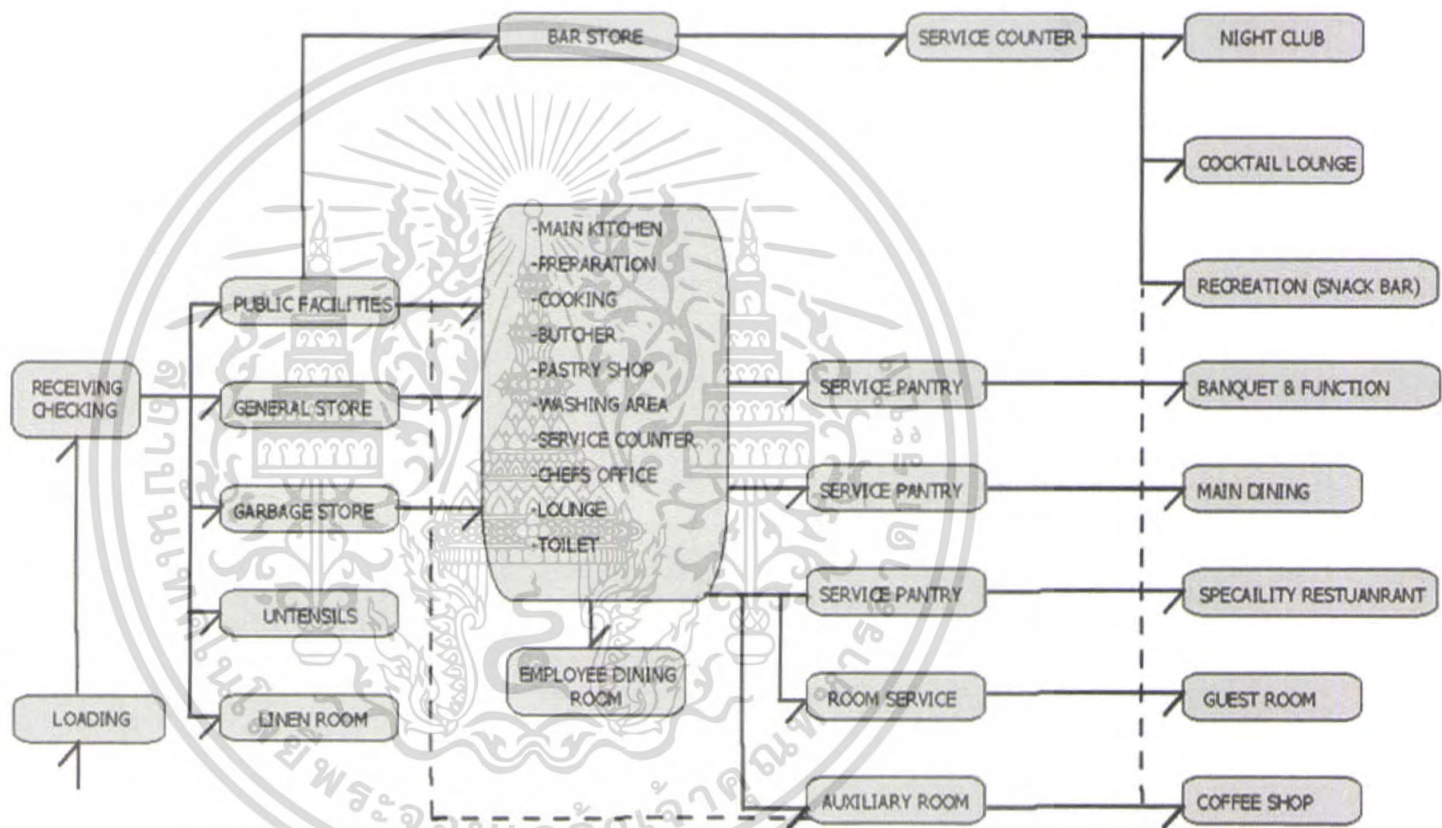 BAR STORE
SERVICE COUNTER
NIGHT CLUB
COCKTAIL LOUNGE
RECREATION (SNACK BAR)
PUBLIC FACILITIES
GENERAL STORE
GARBAGE STORE
UNTENSILS
LINEN ROOM
RECEIVING
CHECKING
LOADING
-MAIN KITCHEN
-PREPARATION
-COOKING
-BUTCHER
-PASTRY SHOP
-WASHING AREA
-SERVICE COUNTER
-CHEFS OFFICE
-LOUNGE
-TOILET
EMPLOYEE DINING
ROOM
SERVICE PANTRY
BANQUET & FUNCTION
SERVICE PANTRY
MAIN DINING
SERVICE PANTRY
SPECAILITY RESTUANRANT
ROOM SERVICE
GUEST ROOM
AUXILIARY ROOM
COFFEE SHOP